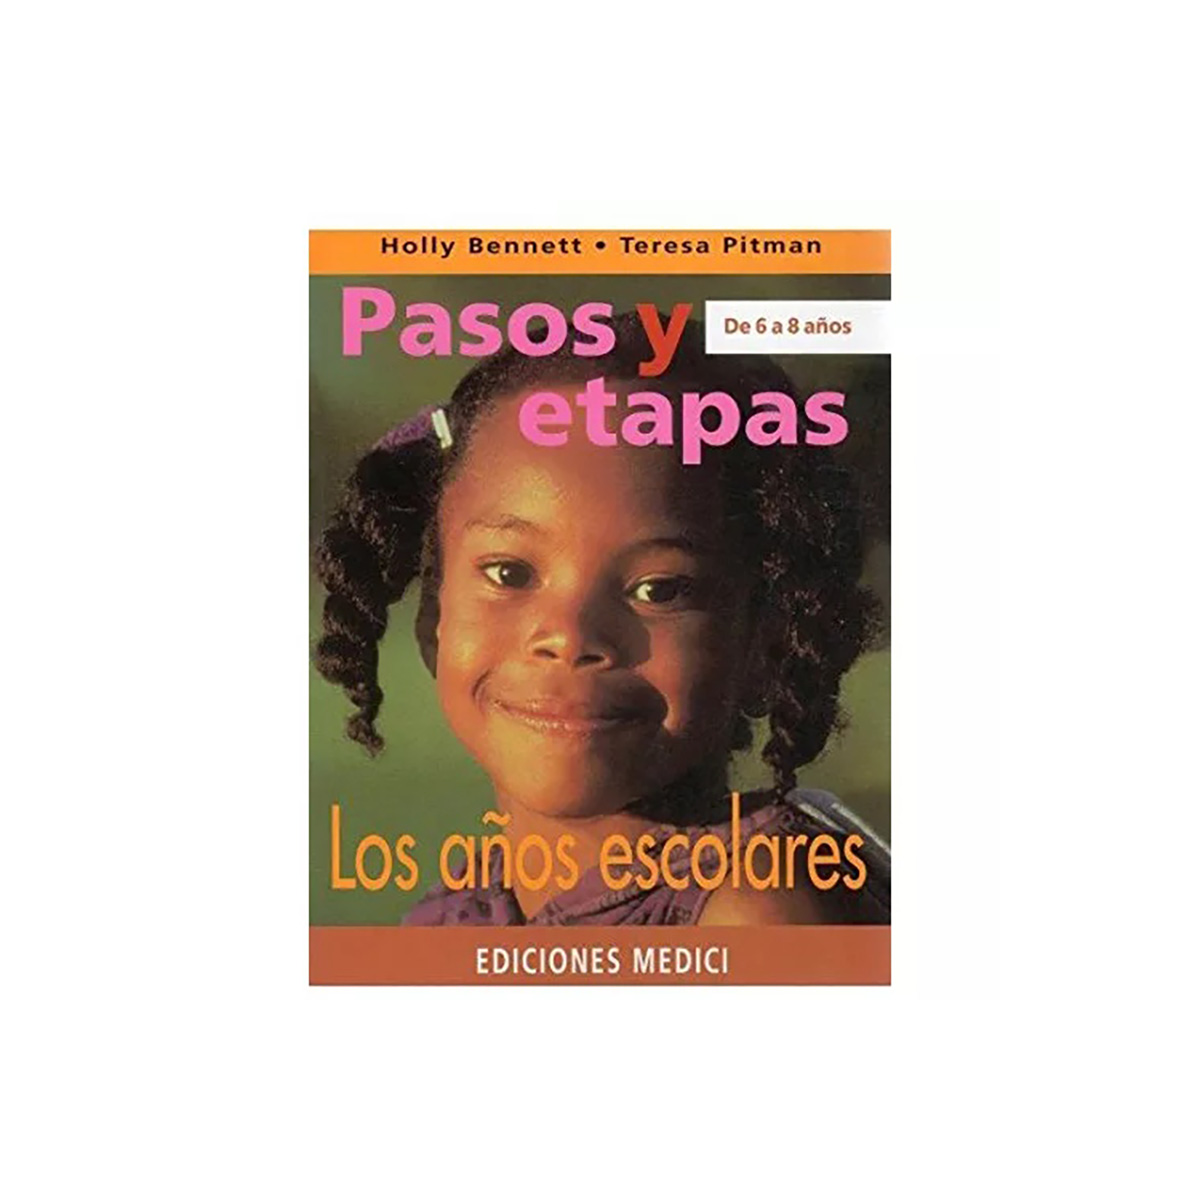 Holly Bennett • Teresa Pitman
Pasos y
De 6 a 8 años
etapas
Los años escolares
EDICIONES MEDICI